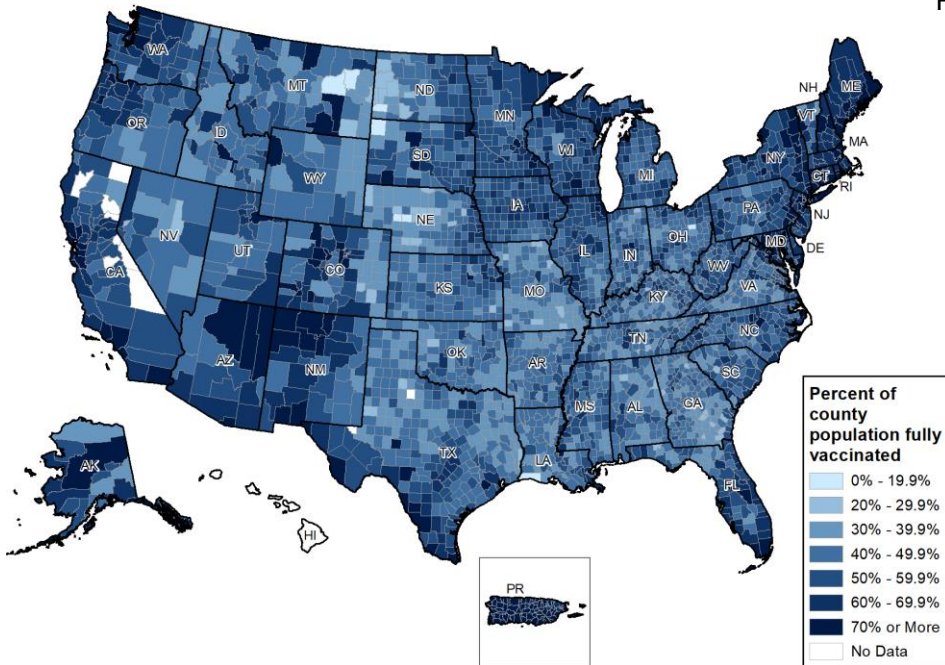 WA
MT
ND
MN
NH
VT
ME
OR
ID
SD
WI
MI
NY
MA
CT
RI
WY
IA
NE
PA
NJ
NV
UT
CO
IL
IN
OH
MD
DE
CA
KS
MO
WV
VA
KY
AZ
NM
OK
AR
TN
NC
SC
MS
AL
GA
TX
LA
FL
AK
HI
PR
Percent of
county
population fully
vaccinated
0% - 19.9%
20% - 29.9%
30% - 39.9%
40% - 49.9%
50% - 59.9%
60% - 69.9%
70% or More
No Data